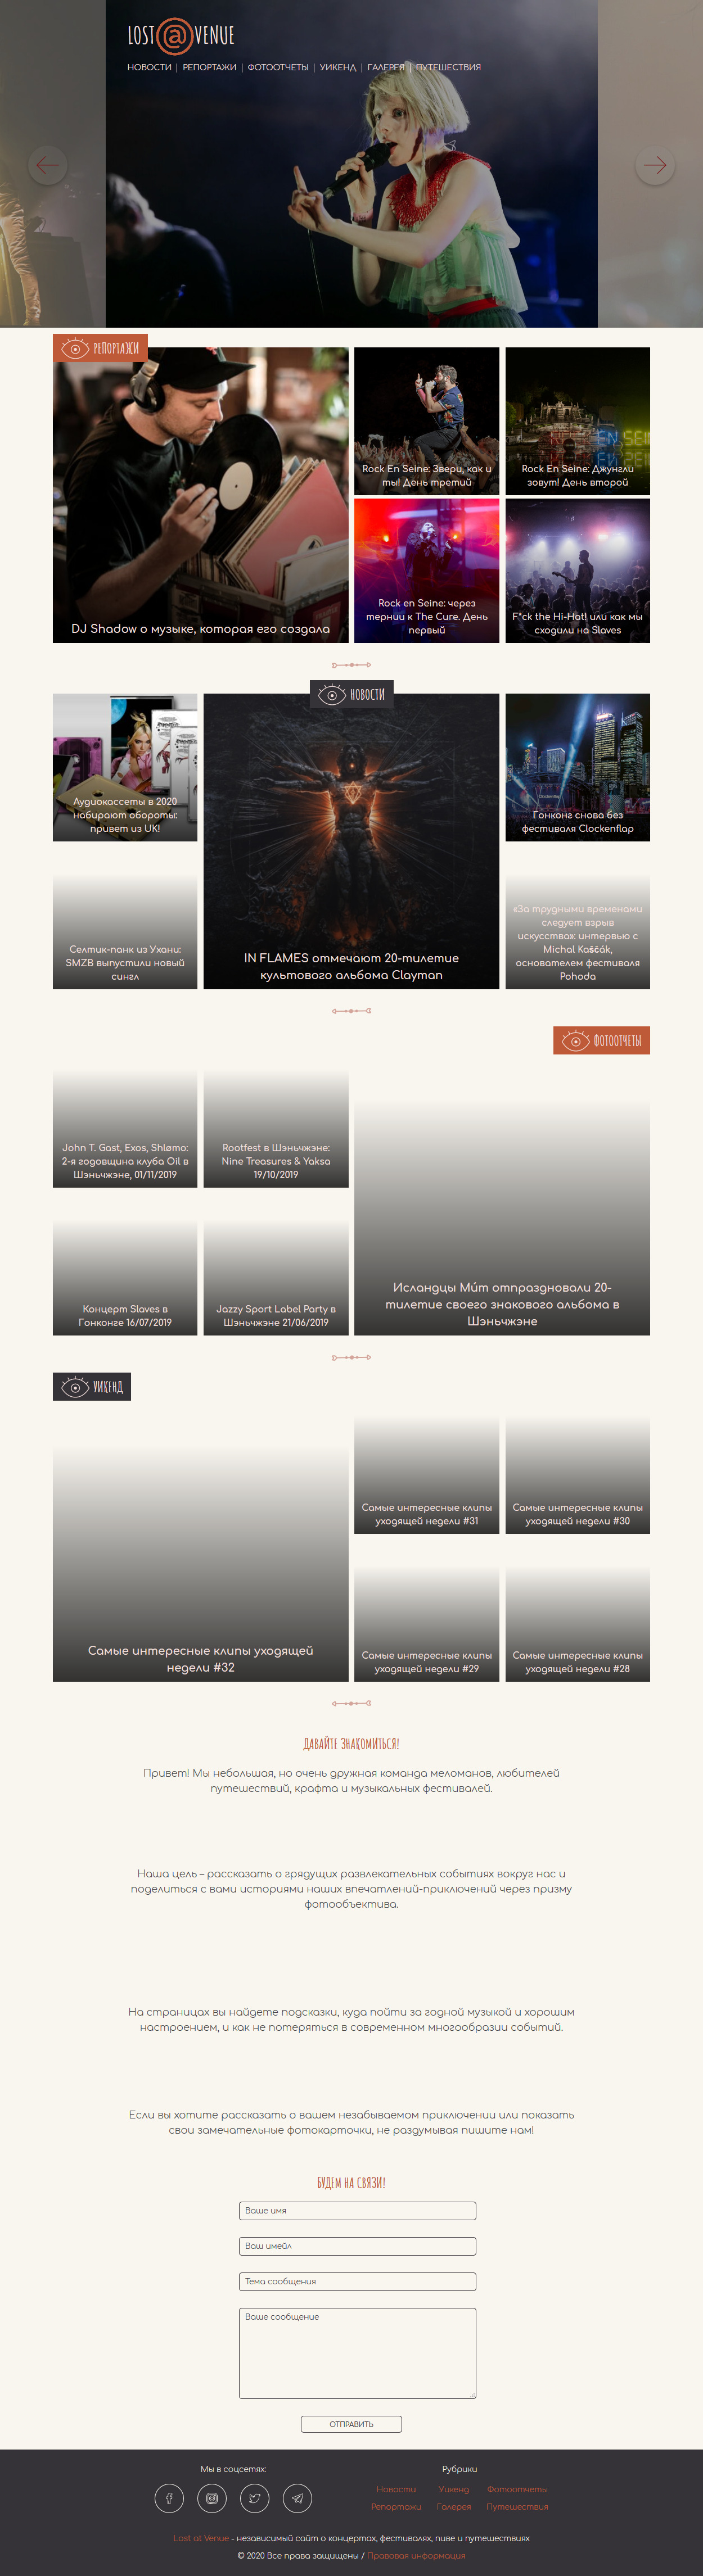 LOST@VENUE
НОВОСТИ | РЕПОРТАЖИ | ФОТООТЧЕТЫ | УИКЕНД | ГАЛЕРЕЯ | ПУТЕШЕСТВИЯ
РЕПОРТАЖИ
DJ Shadow о музыке, которая его создала
Rock En Seine: Звери, как и
ты! День третий
Rock En Seine: Джунгли
зовут! День второй
Rock en Seine: через
тернии к The Cure. День
первый
F*ck the Hi-Hat! или как мы
сходили на Slaves
НОВОСТИ
Аудиокассеты в 2020
набирают обороты:
привет из UK!
IN FLAMES отмечают 20-тилетие
культового альбома Clayman
Гонконг снова без
фестиваля Clockenflap
Селтик-панк из Ухани:
SMZB выпустили новый
сингл
«За трудными временами
следует взрыв
искусства»: интервью с
Michal Kaščák,
основателем фестиваля
Pohoda
ФОТООТЧЕТЫ
John T. Gast, Exos, Shlømo:
2-я годовщина клуба Oil в
Шэньчжэне, 01/11/2019
Rootfest в Шэньчжэне:
Nine Treasures & Yaksa
19/10/2019
Концерт Slaves в
Гонконге 16/07/2019
Jazzy Sport Label Party в
Шэньчжэне 21/06/2019
Исландцы Múm отпраздновали 20-
тилетие своего знакового альбома в
Шэньчжэне
УИКЕНД
Самые интересные клипы уходящей
недели #32
Самые интересные клипы
уходящей недели #31
Самые интересные клипы
уходящей недели #30
Самые интересные клипы
уходящей недели #29
Самые интересные клипы
уходящей недели #28
ДАВАЙТЕ ЗНАКОМИТЬСЯ!
Привет! Мы небольшая, но очень дружная команда меломанов, любителей
путешествий, крафта и музыкальных фестивалей.
Наша цель – рассказать о грядущих развлекательных событиях вокруг нас и
поделиться с вами историями наших впечатлений-приключений через призму
фотообъектива.
На страницах вы найдете подсказки, куда пойти за годной музыкой и хорошим
настроением, и как не потеряться в современном многообразии событий.
Если вы хотите рассказать о вашем незабываемом приключении или показать
свои замечательные фотокарточки, не раздумывая пишите нам!
БУДЕМ НА СВЯЗИ!
Ваше имя
Ваш имейл
Тема сообщения
Ваше сообщение
ОТПРАВИТЬ
Мы в соцсетях:
Рубрики
Новости Уикенд Фотоотчеты
Репортажи Галерея Путешествия
Lost at Venue - независимый сайт о концертах, фестивалях, пиве и путешествиях
© 2020 Все права защищены / Правовая информация